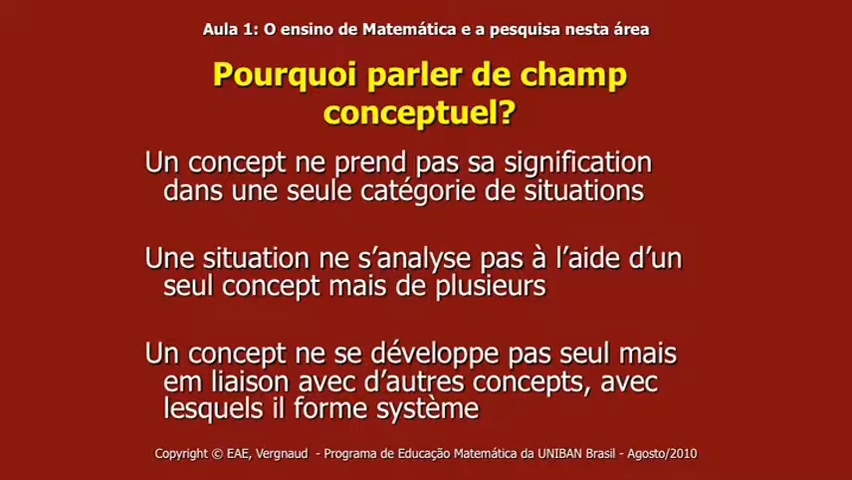 Aula 1: O ensino de Matemática e a pesquisa nesta área
Pourquoi parler de champ
conceptuel?
Un concept ne prend pas sa signification
dans une seule catégorie de situations
Une situation ne s’analyse pas à l’aide d’un
seul concept mais de plusieurs
Un concept ne se développe pas seul mais
em liaison avec d’autres concepts, avec
lesquels il forme système
Copyright © EAE, Vergnaud - Programa de Educação Matemática da UNIBAN Brasil - Agosto/2010